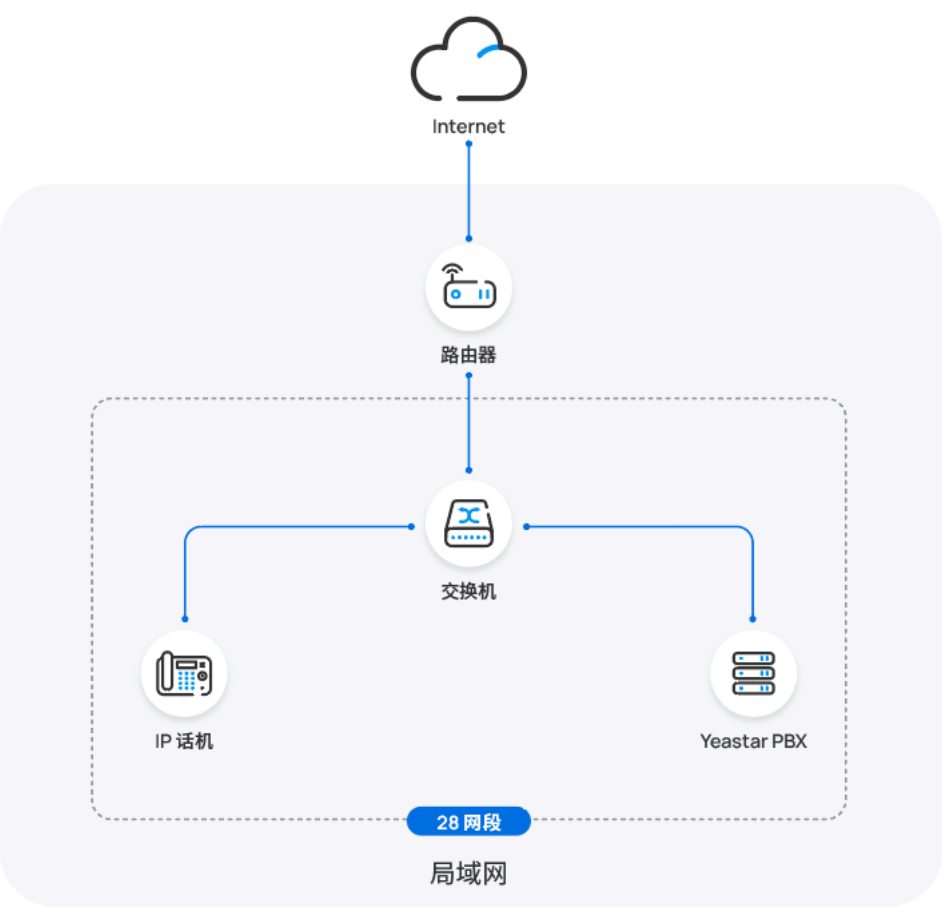 Internet
路由器
交换机
IP 话机
Yeastar PBX
28 网段
局域网